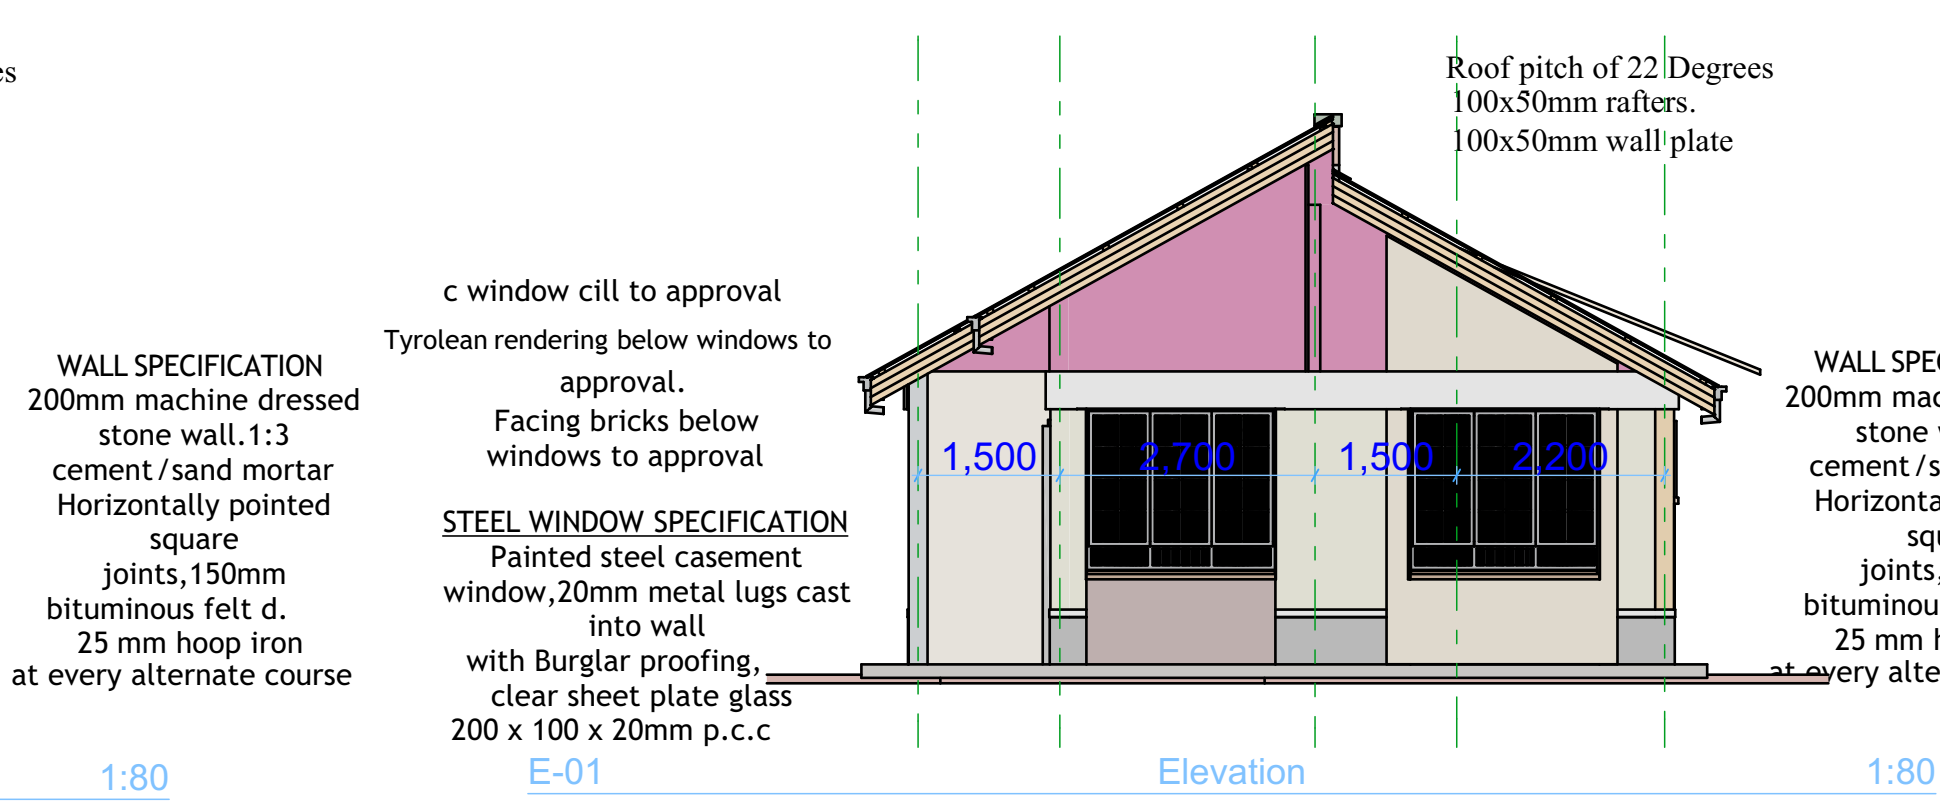 es
Roof pitch of 22 Degrees
100x50mm rafters.
100x50mm wall plate
c window cill to approval
Tyrolean rendering below windows to
approval.
Facing bricks below
windows to approval
WALL SPECIFICATION
200mm machine dressed
stone wall.1:3
cement/sand mortar
Horizontally pointed
square
joints,150mm
bituminous felt d.
25 mm hoop iron
at every alternate course
STEEL WINDOW SPECIFICATION
Painted steel casement
window,20mm metal lugs cast
into wall
with Burglar proofing,
clear sheet plate glass
200 x 100 x 20mm p.c.c
1,500
2,700
1,500
2,200
WALL SPE
200mm mac
stone
cement/s
Horizonta
squ
joints,
bituminou
25 mm h
at every alte
1:80
E-01
Elevation
1:80